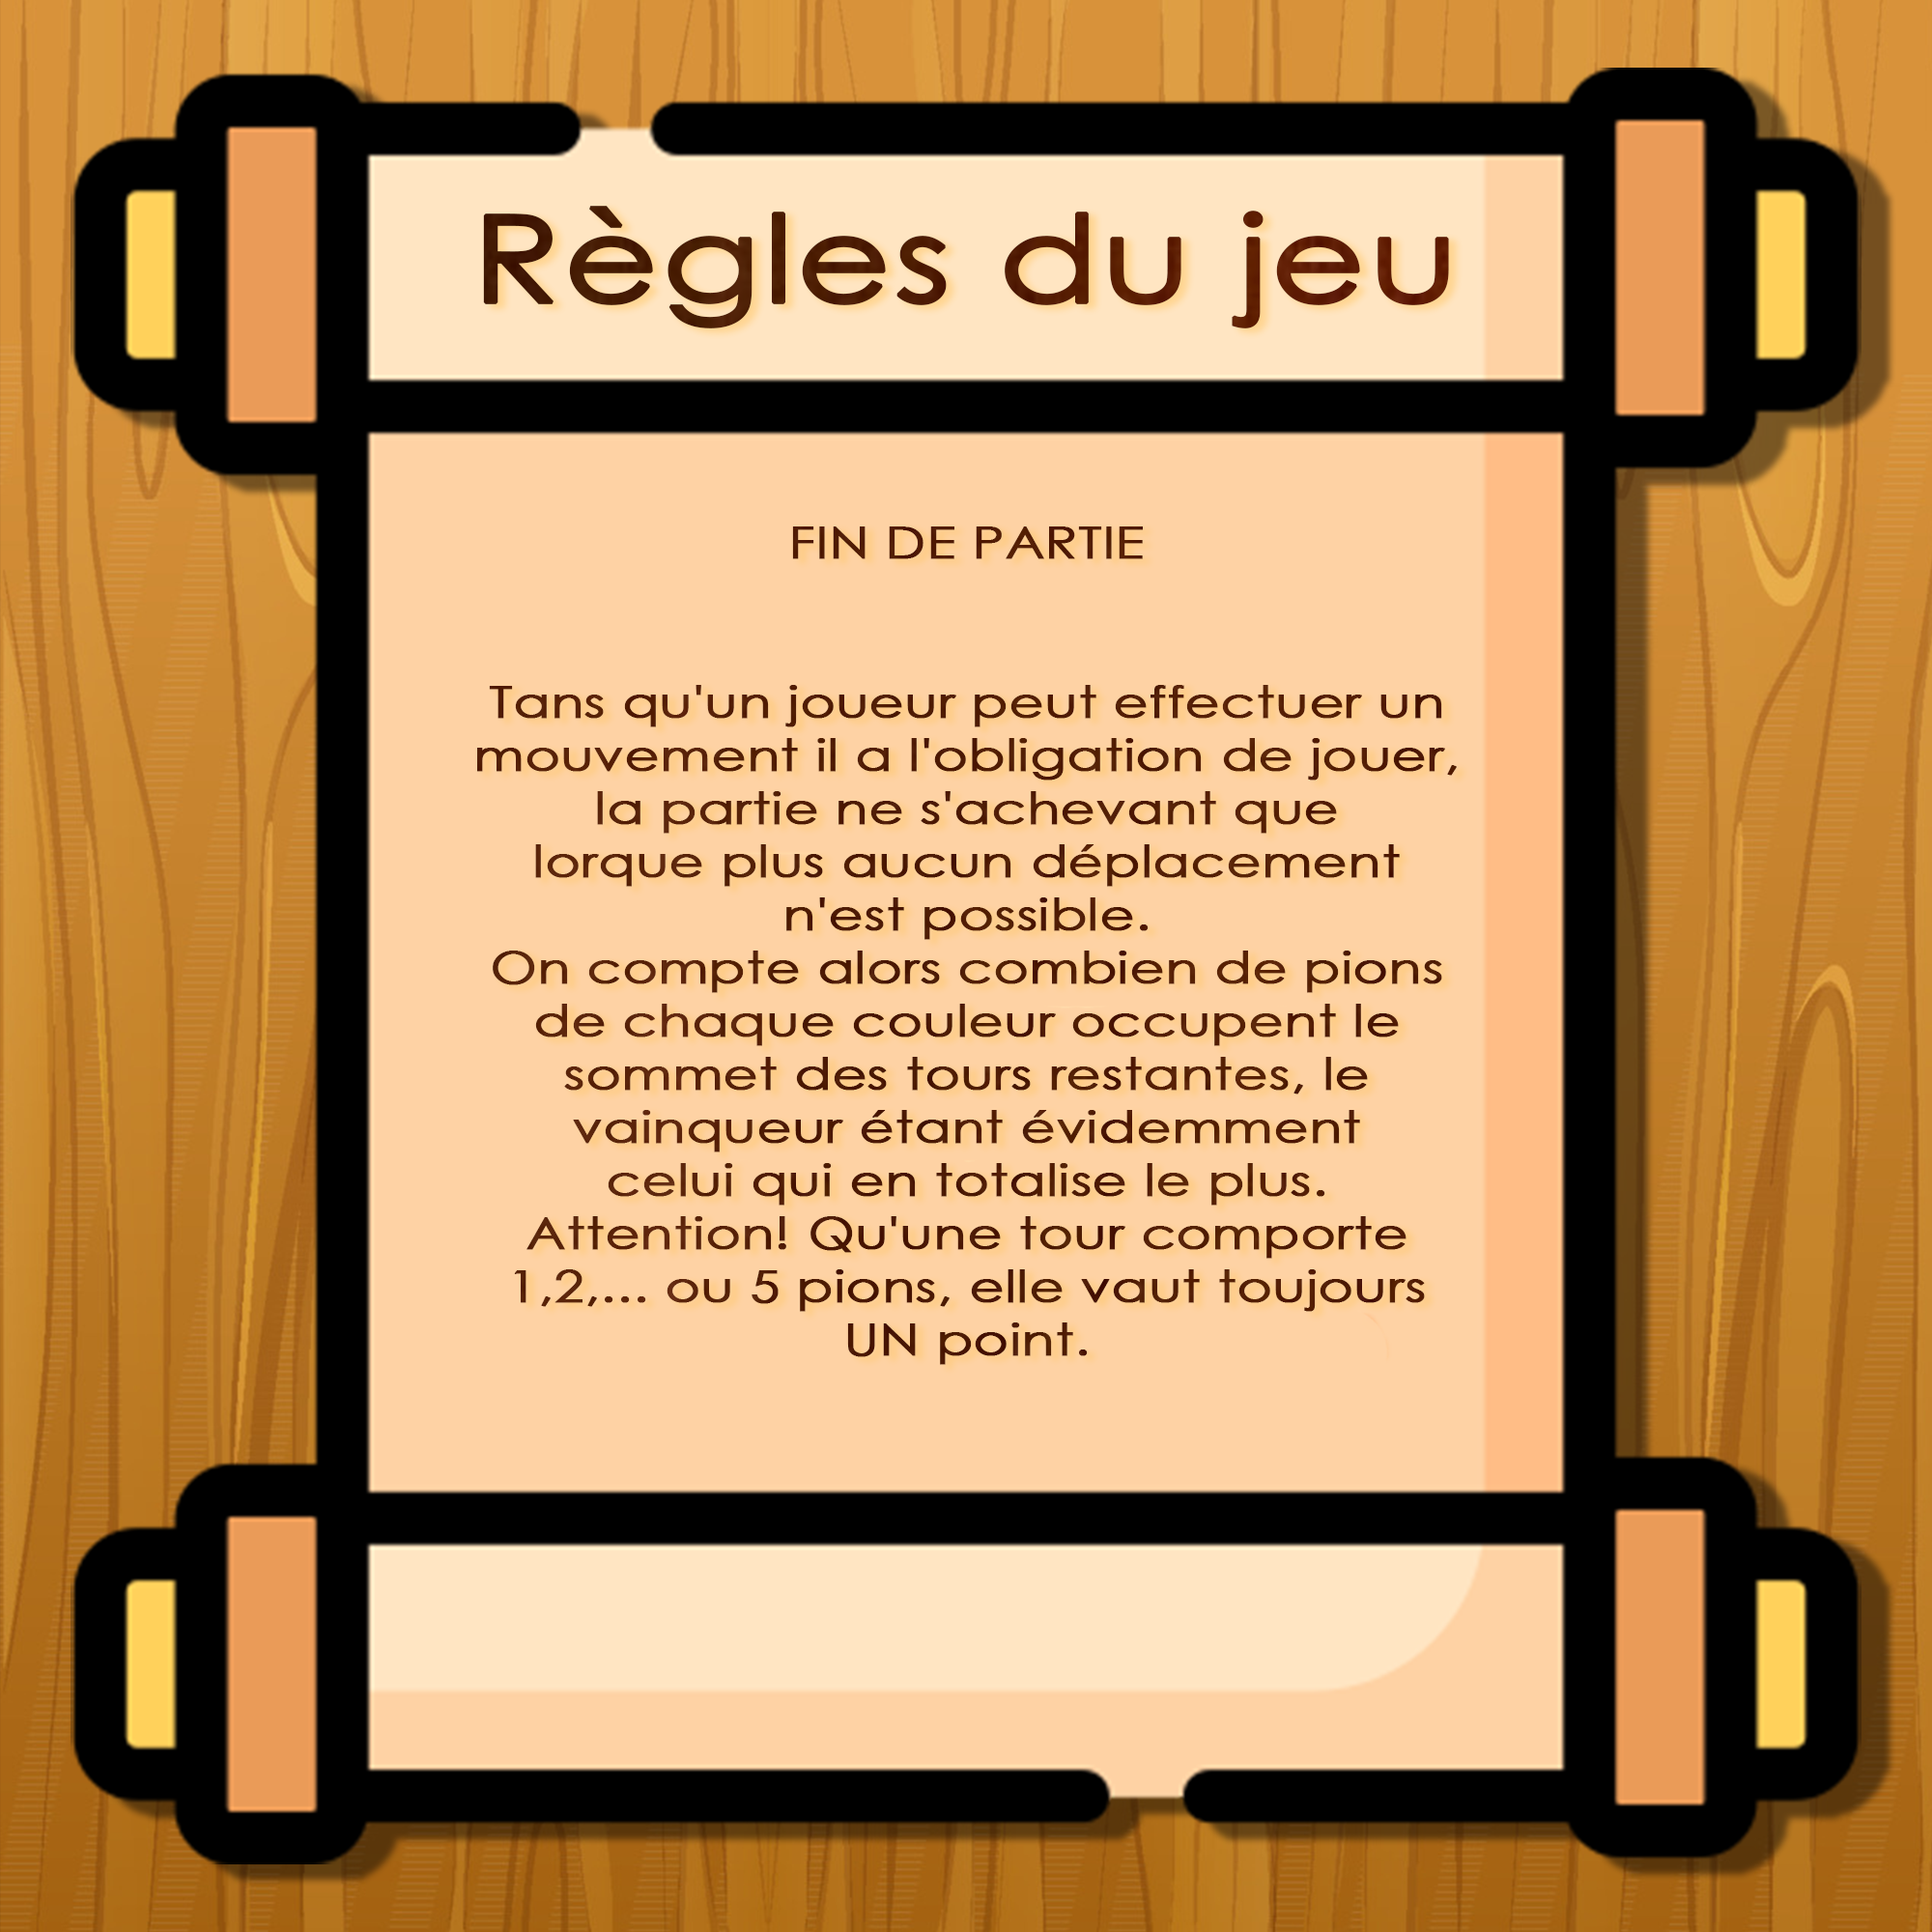 Règles du jeu
FIN DE PARTIE
Tans qu'un joueur peut effectuer un
mouvement il a l'obligation de jouer,
la partie ne s'achevant que
lorque plus aucun déplacement
n'est possible.
On compte alors combien de pions
de chaque couleur occupent le
sommet des tours restantes, le
vainqueur étant évidemment
celui qui en totalise le plus.
Attention! Qu'une tour comporte
1,2,... ou 5 pions, elle vaut toujours
UN point.